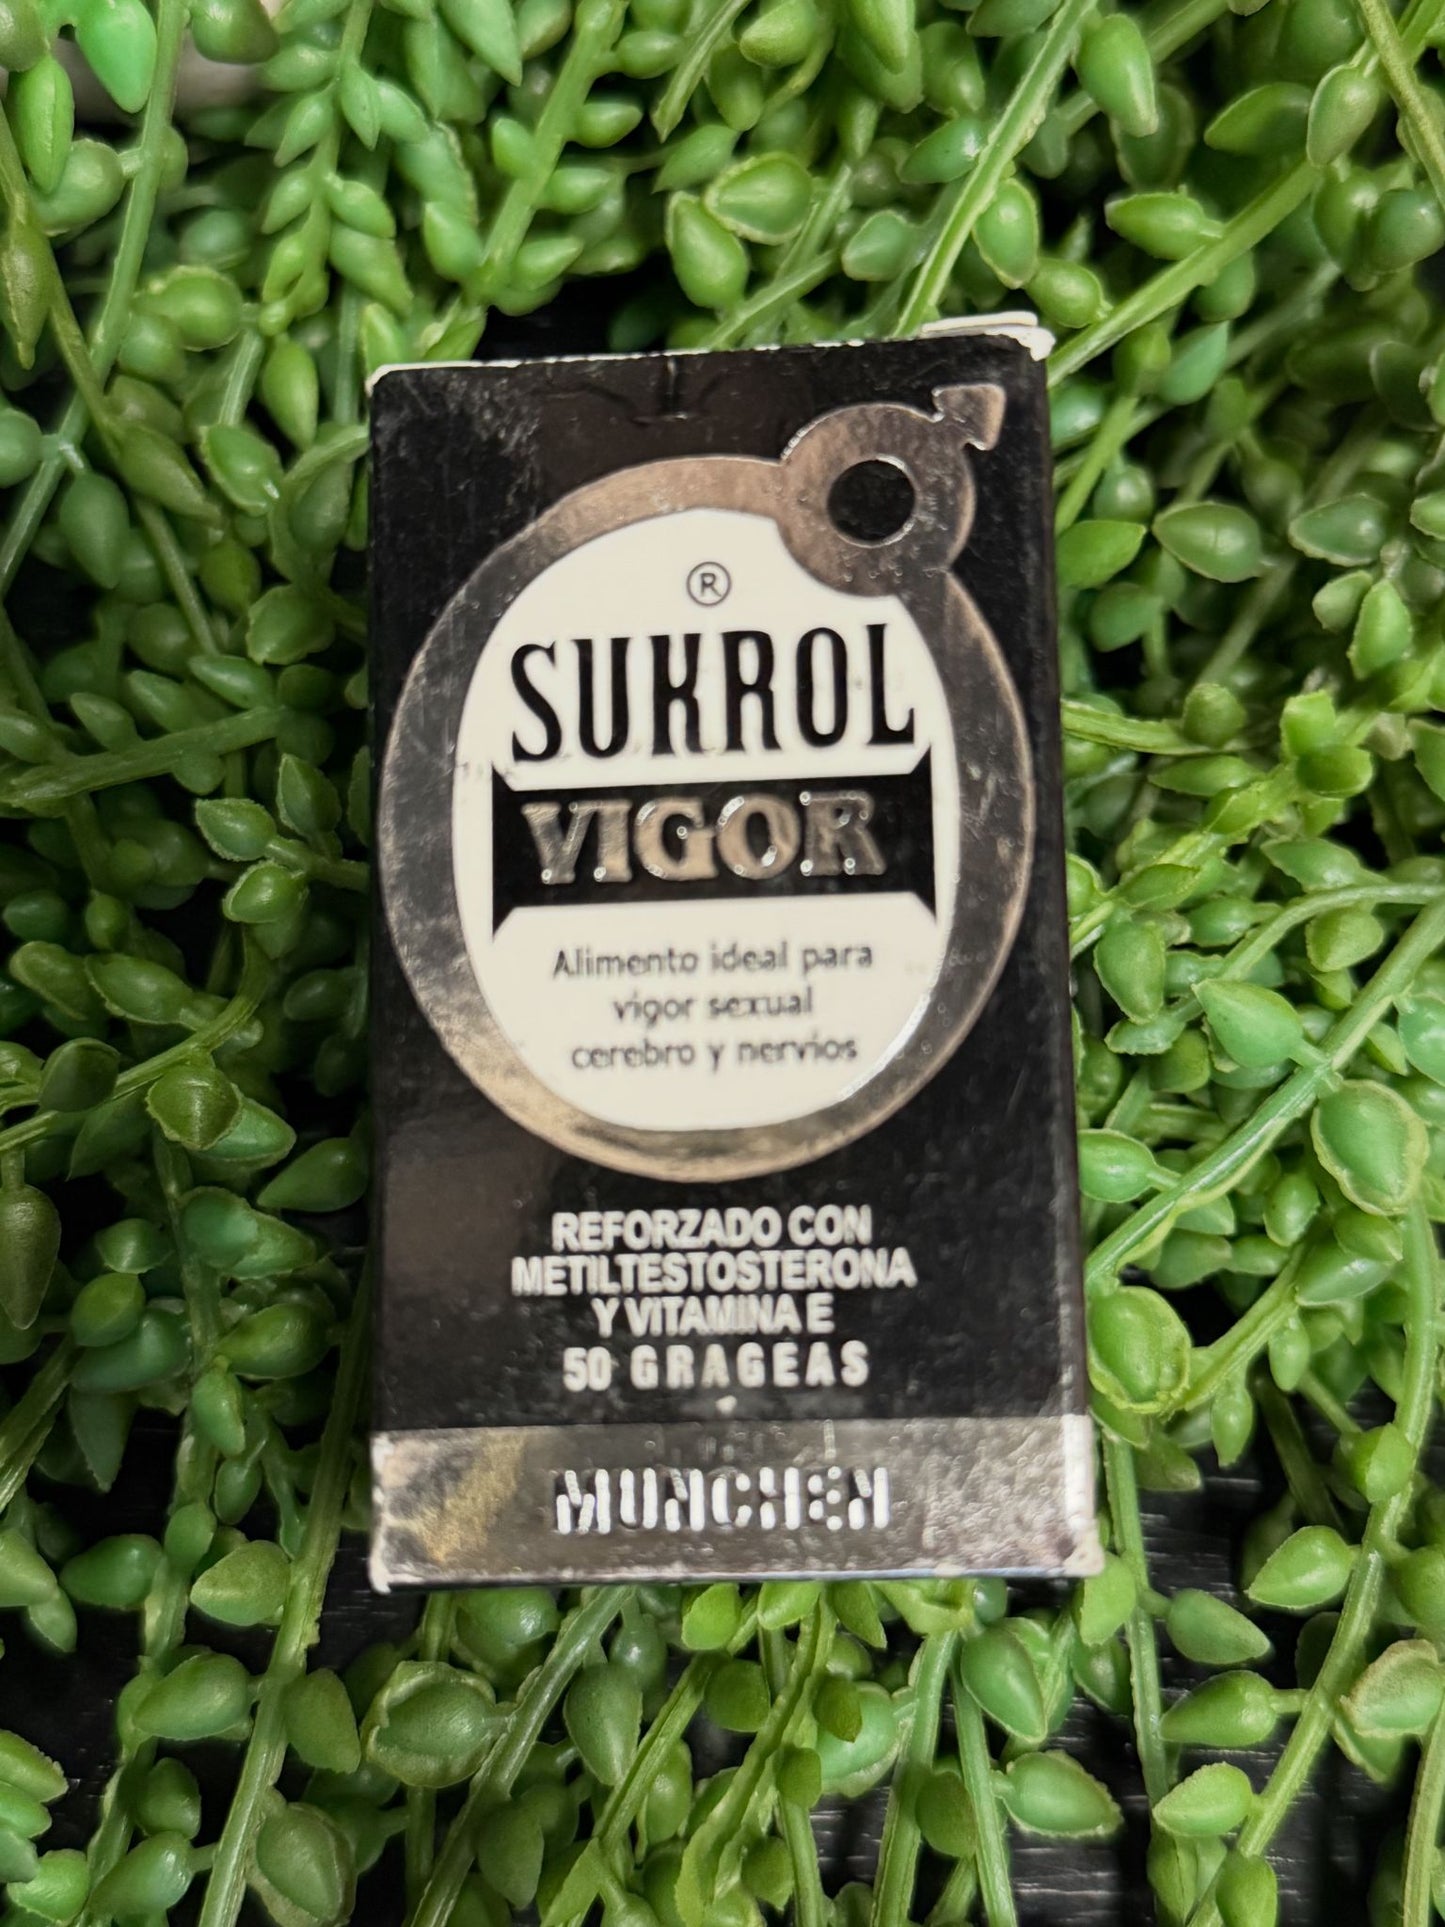 ®
SUKROL
VIGOR
Alimento ideal para
vigor sexual
cerebro y nervios
REFORZADO CON
METILTESTOSTERONA
Y VITAMINA E
50 GRAGEAS
MUNCHEN